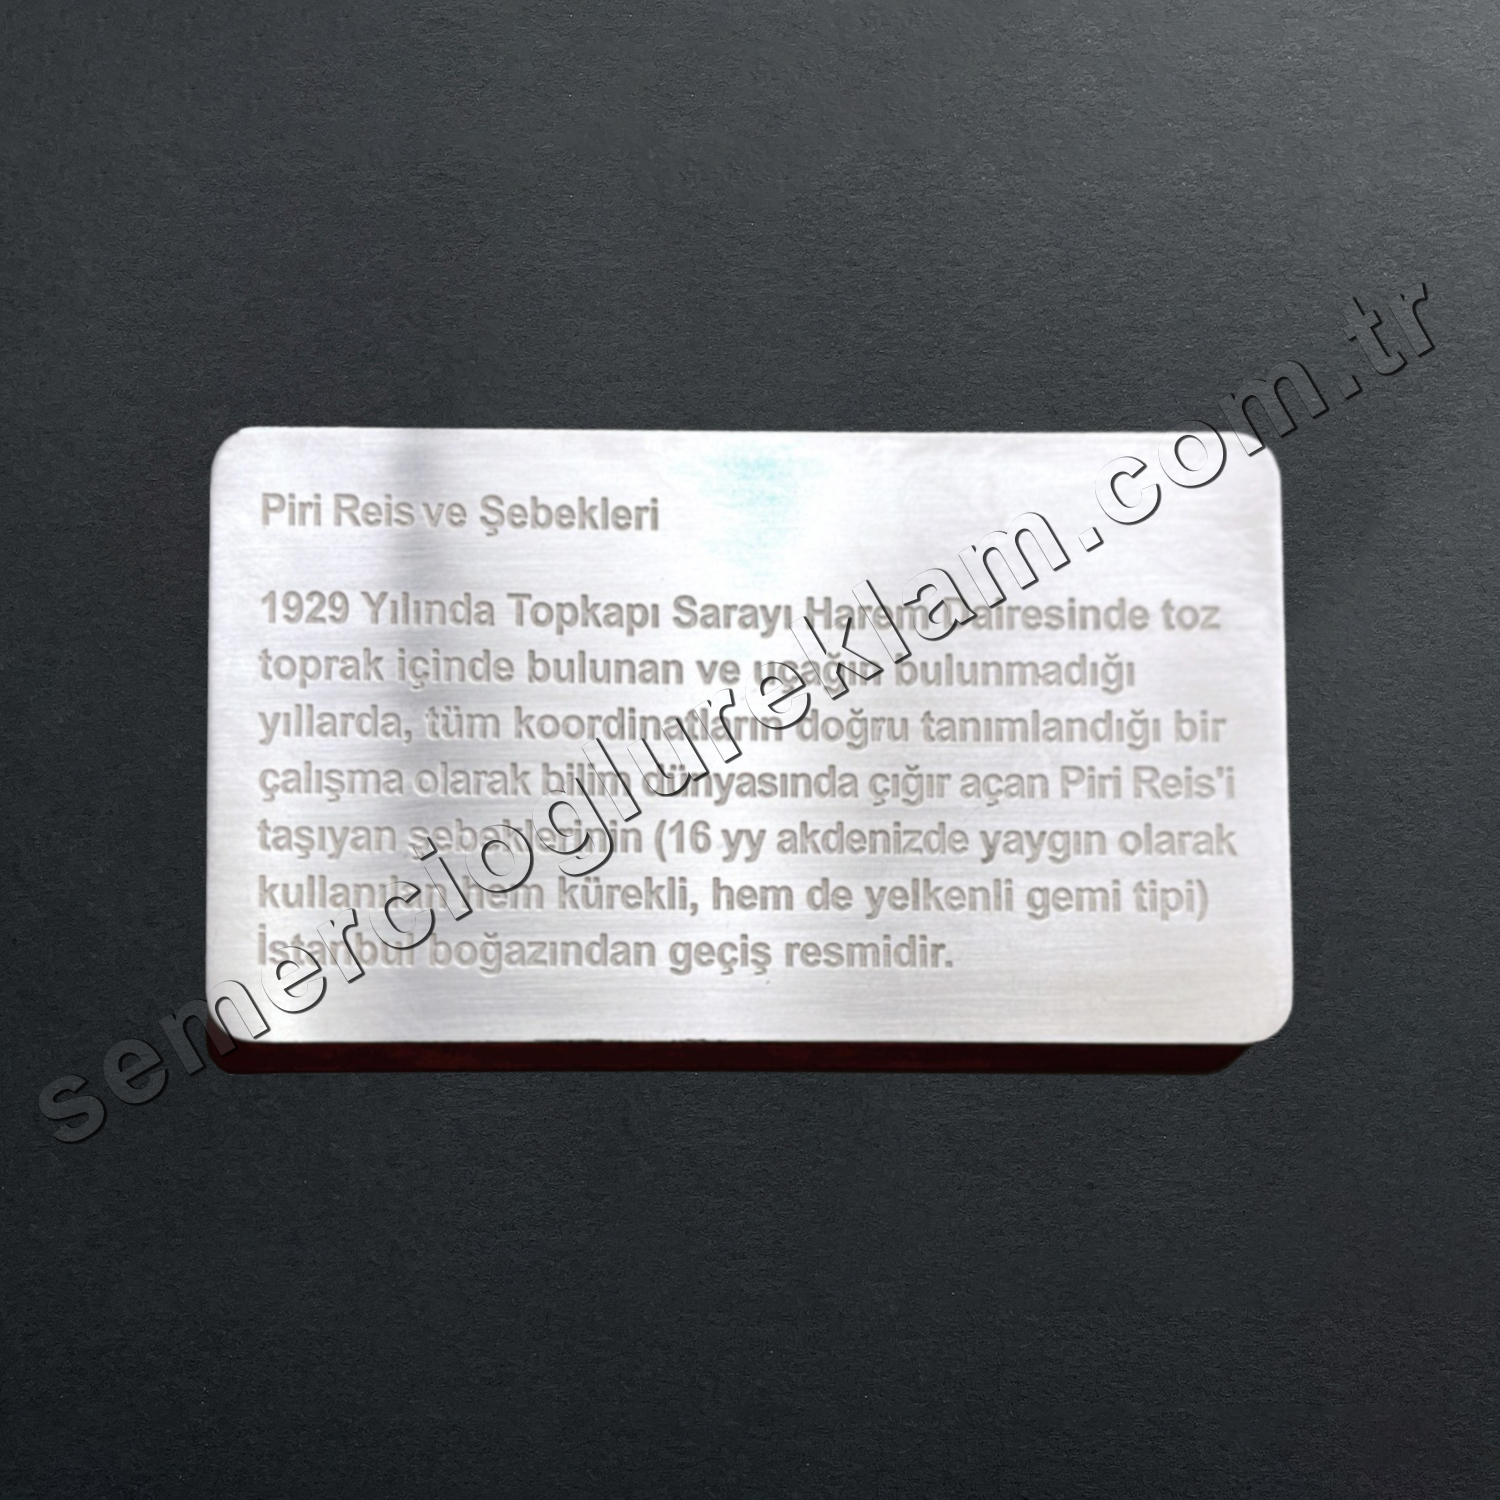 Piri Reis ve Şebekleri
1929 Yılında Topkapı Sarayı Harem Dairesinde toz
toprak içinde bulunan ve uçağın bulunmadığı
yıllarda, tüm koordinatların doğru tanımlandığı bir
çalışma olarak bilim dünyasında çığır açan Piri Reis'i
taşıyan şebeklerinin (16 yy akdenizde yaygın olarak
kullanılan hem kürekli, hem de yelkenli gemi tipi)
İstanbul boğazından geçiş resmidir.
semercioglureklam.com.tr